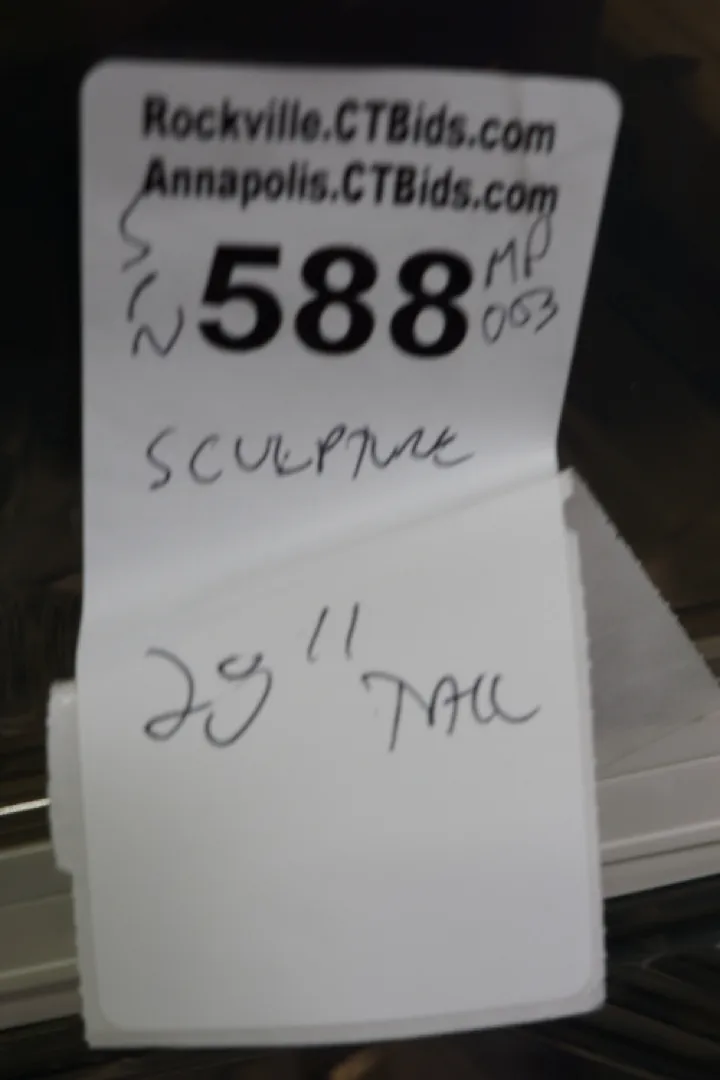 Rockville.CTBids.com
Annapolis.CTBids.com
588
MP
003
SCULPTURE
29" TALL